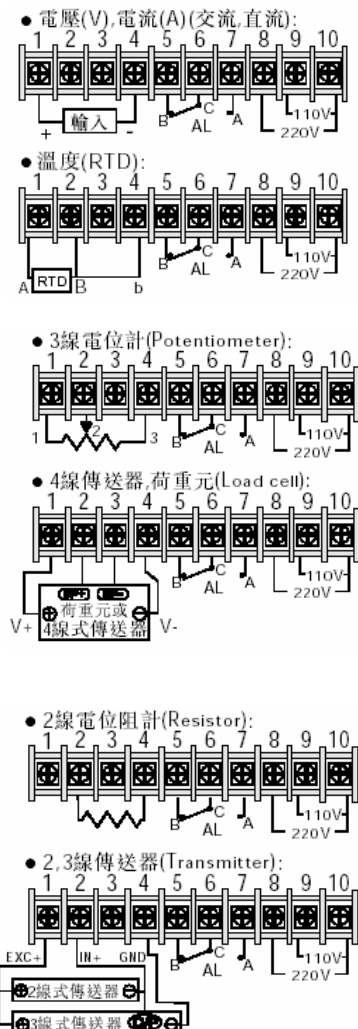 ● 電壓(V),電流(A)(交流,直流):
1 2 3 4 5 6 7 8 9 10
+ 輸入 - B C AL A 110V 220V
● 溫度(RTD):
1 2 3 4 5 6 7 8 9 10
A RTD B b B C AL A 110V 220V
● 3線電位計(Potentiometer):
1 2 3 4 5 6 7 8 9 10
1 2 3 B C AL A 110V 220V
● 4線傳送器,荷重元(Load cell):
1 2 3 4 5 6 7 8 9 10
B C AL A 110V 220V
V+ 荷重元或 V-
4線式傳送器
● 2線電位阻計(Resistor):
1 2 3 4 5 6 7 8 9 10
B C AL A 110V 220V
● 2,3線傳送器(Transmitter):
1 2 3 4 5 6 7 8 9 10
EXC+ IN+ GND B C AL A 110V 220V
2線式傳送器
3線式傳送器